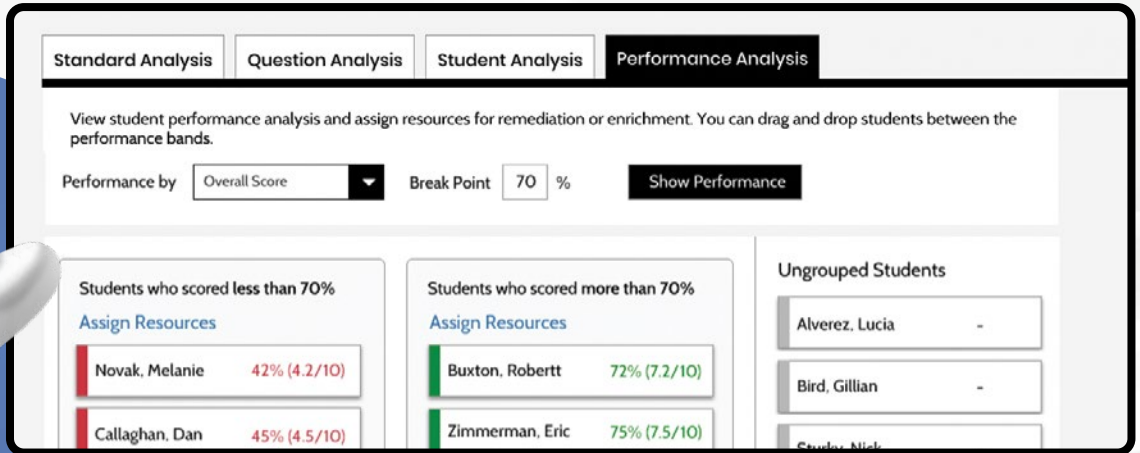 Standard Analysis
Question Analysis
Student Analysis
Performance Analysis
View student performance analysis and assign resources for remediation or enrichment. You can drag and drop students between the
performance bands.
Performance by
Overall Score
Break Point
70
%
Show Performance
Students who scored less than 70%
Assign Resources
Novak, Melanie
42% (4.2/10)
Callaghan, Dan
45% (4.5/10)
Students who scored more than 70%
Assign Resources
Buxton, Robertt
72% (7.2/10)
Zimmerman, Eric
75% (7.5/10)
Ungrouped Students
Alverez, Lucia
-
Bird, Gillian
-